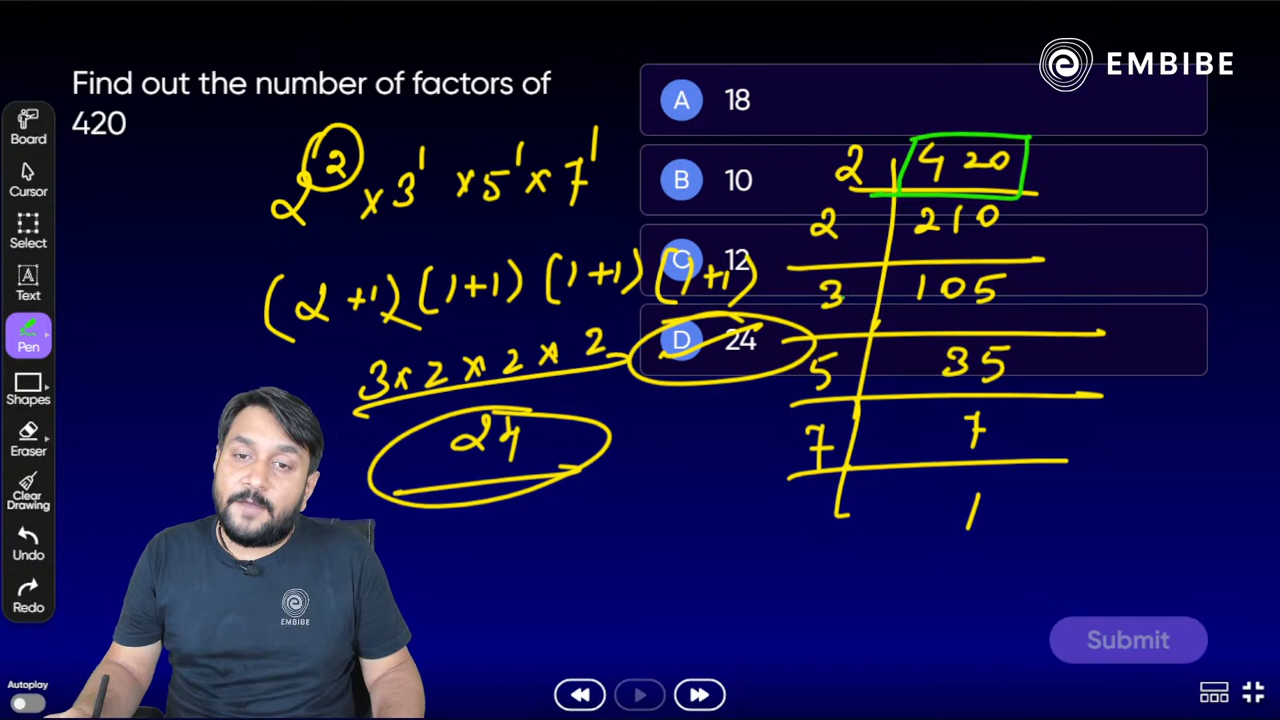 EMBIBE
Find out the number of factors of
420
A 18
B 10
C 12
D 24
2² × 3¹ × 5¹ × 7¹
(2+1) (1+1) (1+1) (1+1)
3 × 2 × 2 × 2
24
2 420
2 210
3 105
5 35
7 7
1
Board
Cursor
Select
Text
Pen
Shapes
Eraser
Clear
Drawing
Undo
Redo
EMBIBE
Submit
Autoplay